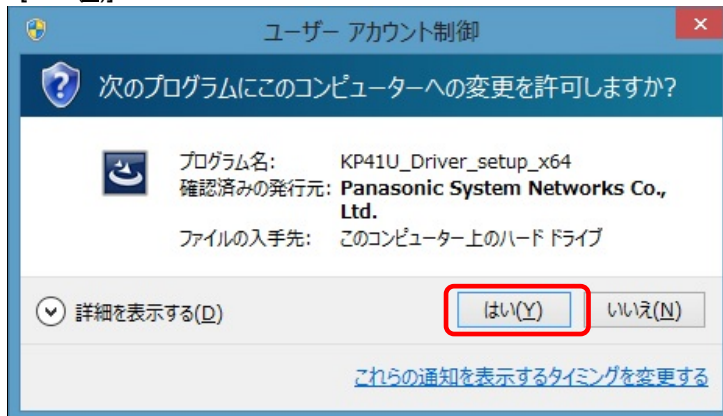 ユーザー アカウント制御
次のプログラムにこのコンピューターへの変更を許可しますか?
プログラム名: KP41U_Driver_setup_x64
確認済みの発行元: Panasonic System Networks Co.,
Ltd.
ファイルの入手先: このコンピューター上のハード ドライブ
詳細を表示する(D) はい(Y) いいえ(N)
これらの通知を表示するタイミングを変更する